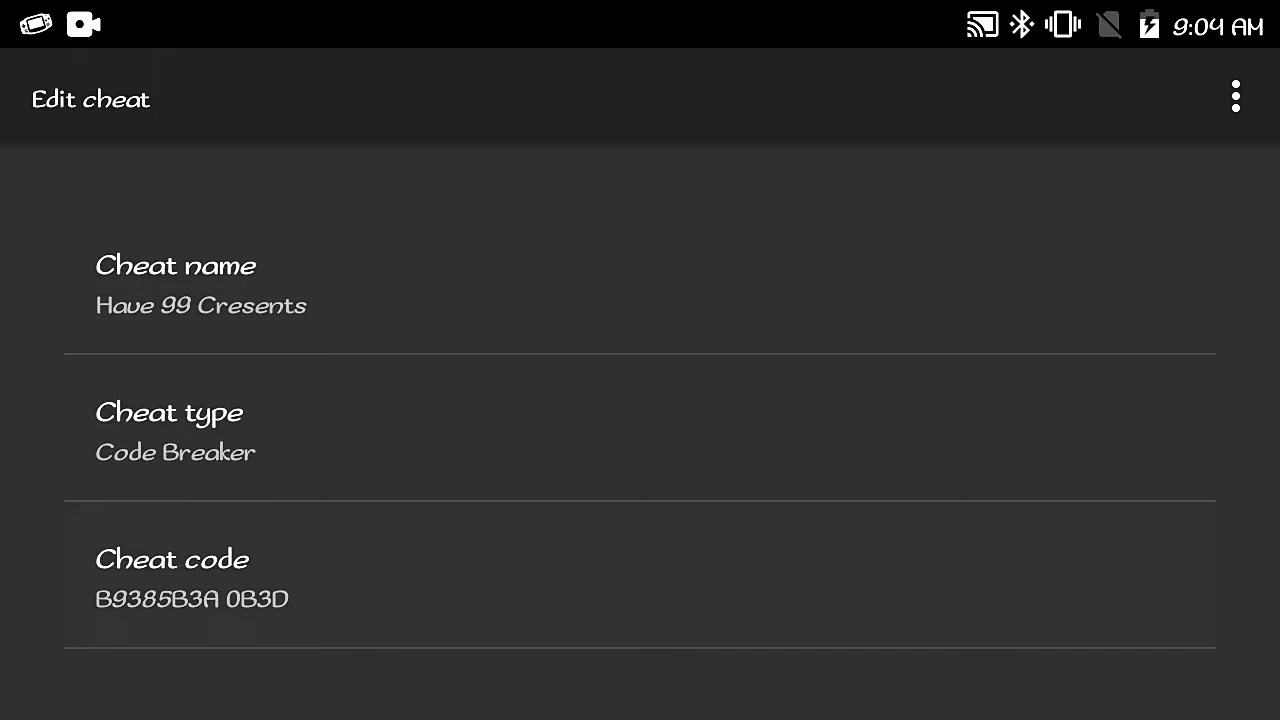 9:04 AM
Edit cheat
Cheat name
Have 99 Cresents
Cheat type
Code Breaker
Cheat code
B9385B3A 0B3D